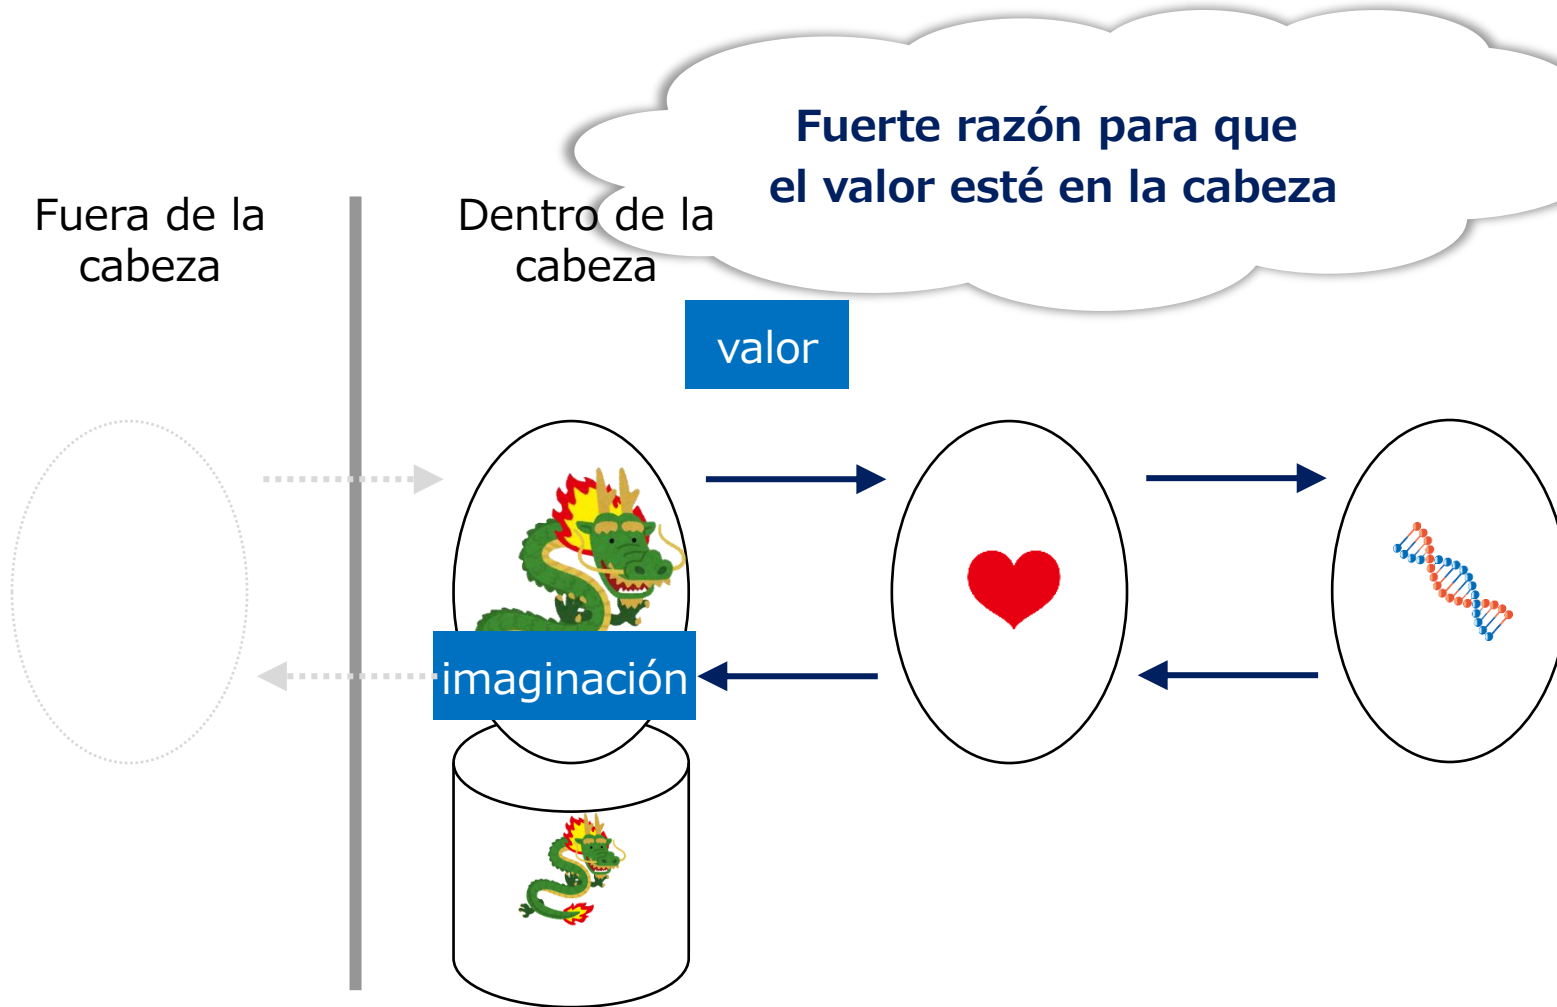 Fuerte razón para que
el valor esté en la cabeza
Fuera de la
cabeza
Dentro de la
cabeza
valor
imaginación